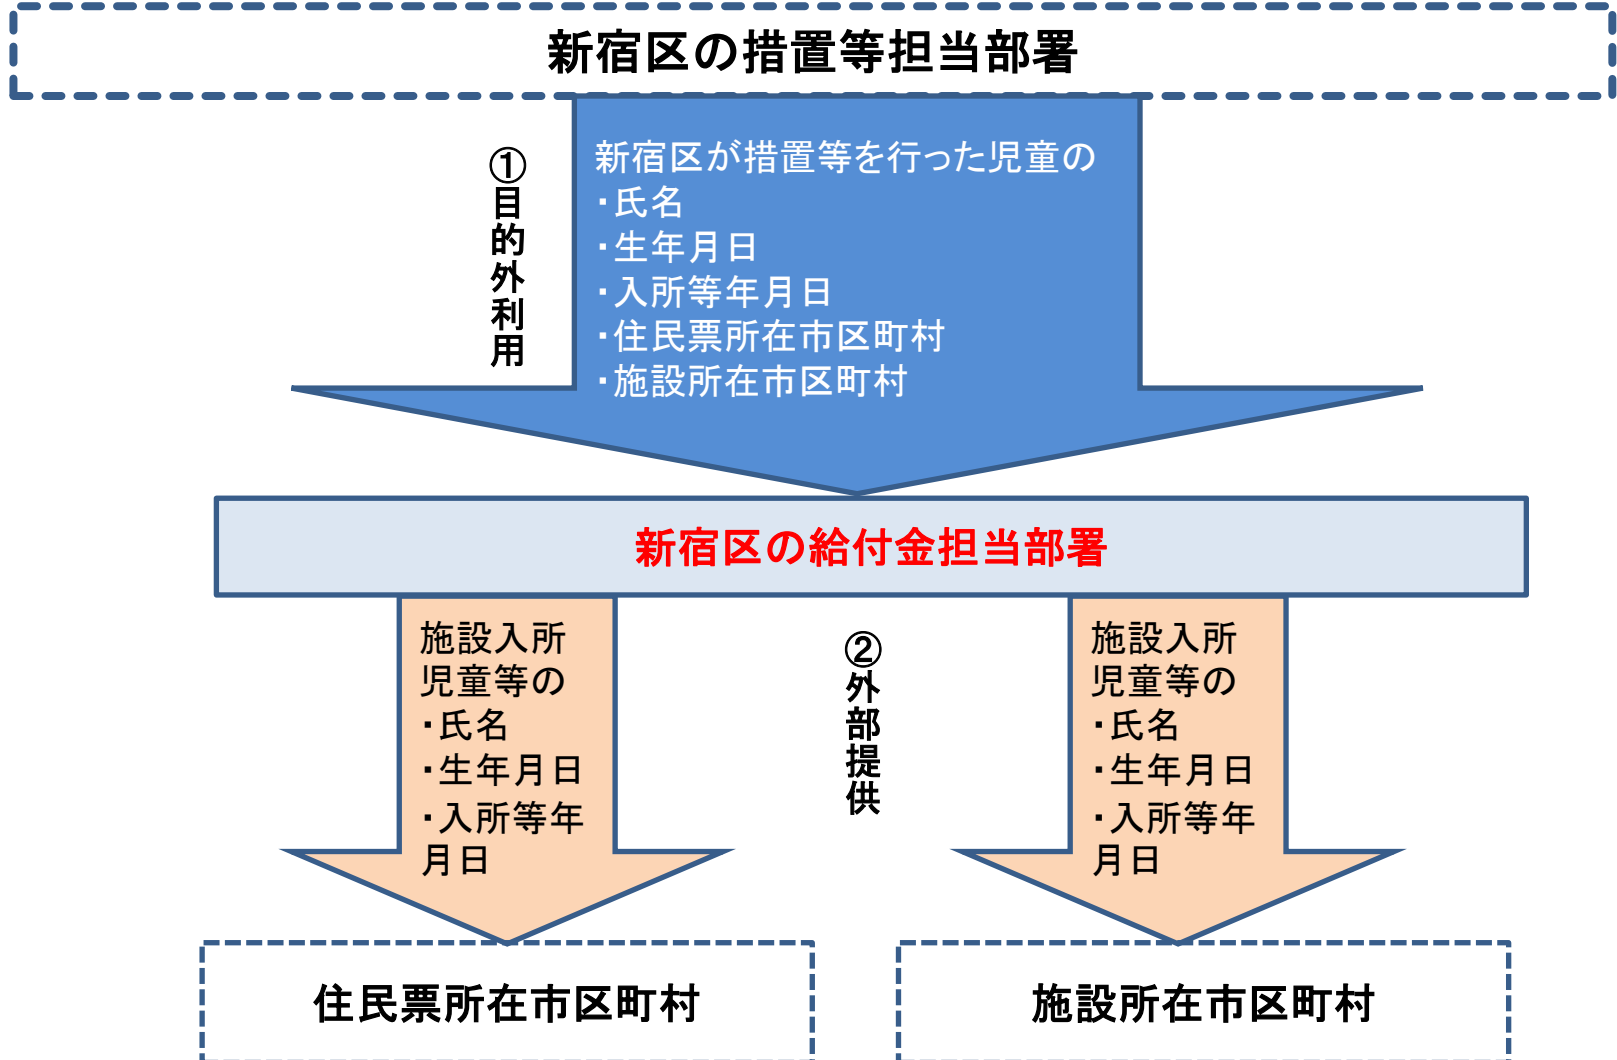 新宿区の措置等担当部署
①目的外利用
新宿区が措置等を行った児童の
・氏名
・生年月日
・入所等年月日
・住民票所在市区町村
・施設所在市区町村
新宿区の給付金担当部署
施設入所
児童等の
・氏名
・生年月日
・入所等年
月日
②外部提供
施設入所
児童等の
・氏名
・生年月日
・入所等年
月日
住民票所在市区町村
施設所在市区町村